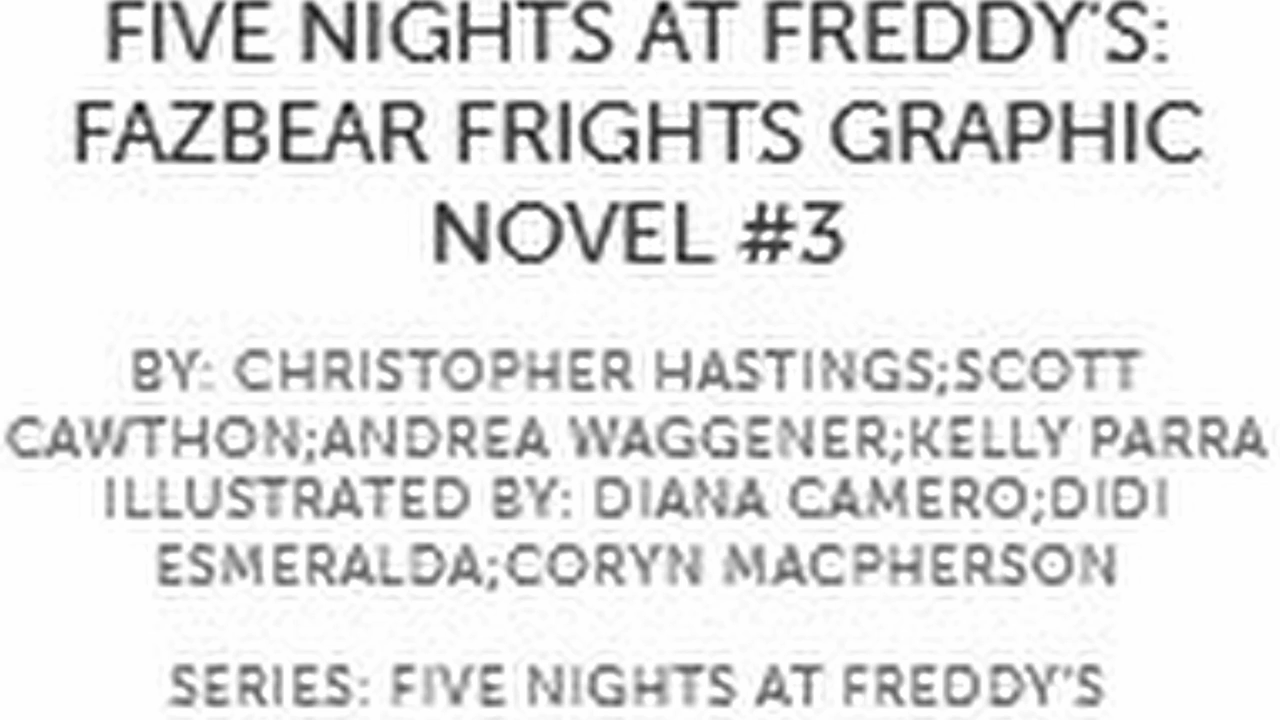 FIVE NIGHTS AT FREDDY'S:
FAZBEAR FRIGHTS GRAPHIC
NOVEL #3
BY: CHRISTOPHER HASTINGS;SCOTT
CAWTHON;ANDREA WAGGENER;KELLY PARRA
ILLUSTRATED BY: DIANA CAMERO;DIDI
ESMERALDA;CORYN MACPHERSON
SERIES: FIVE NIGHTS AT FREDDY'S